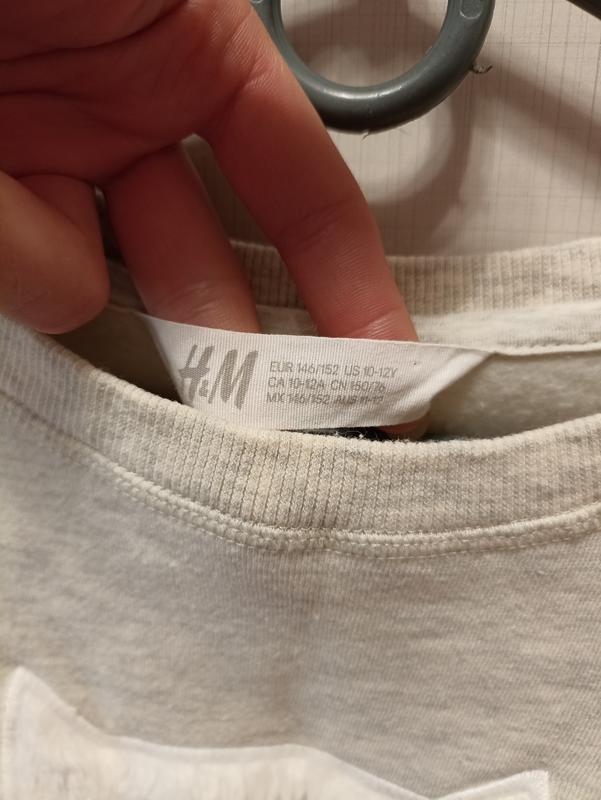 H&M
EUR 146/152 US 10-12Y
CA 10-12A CN 150/76
MX 146/152 AUS 11-12